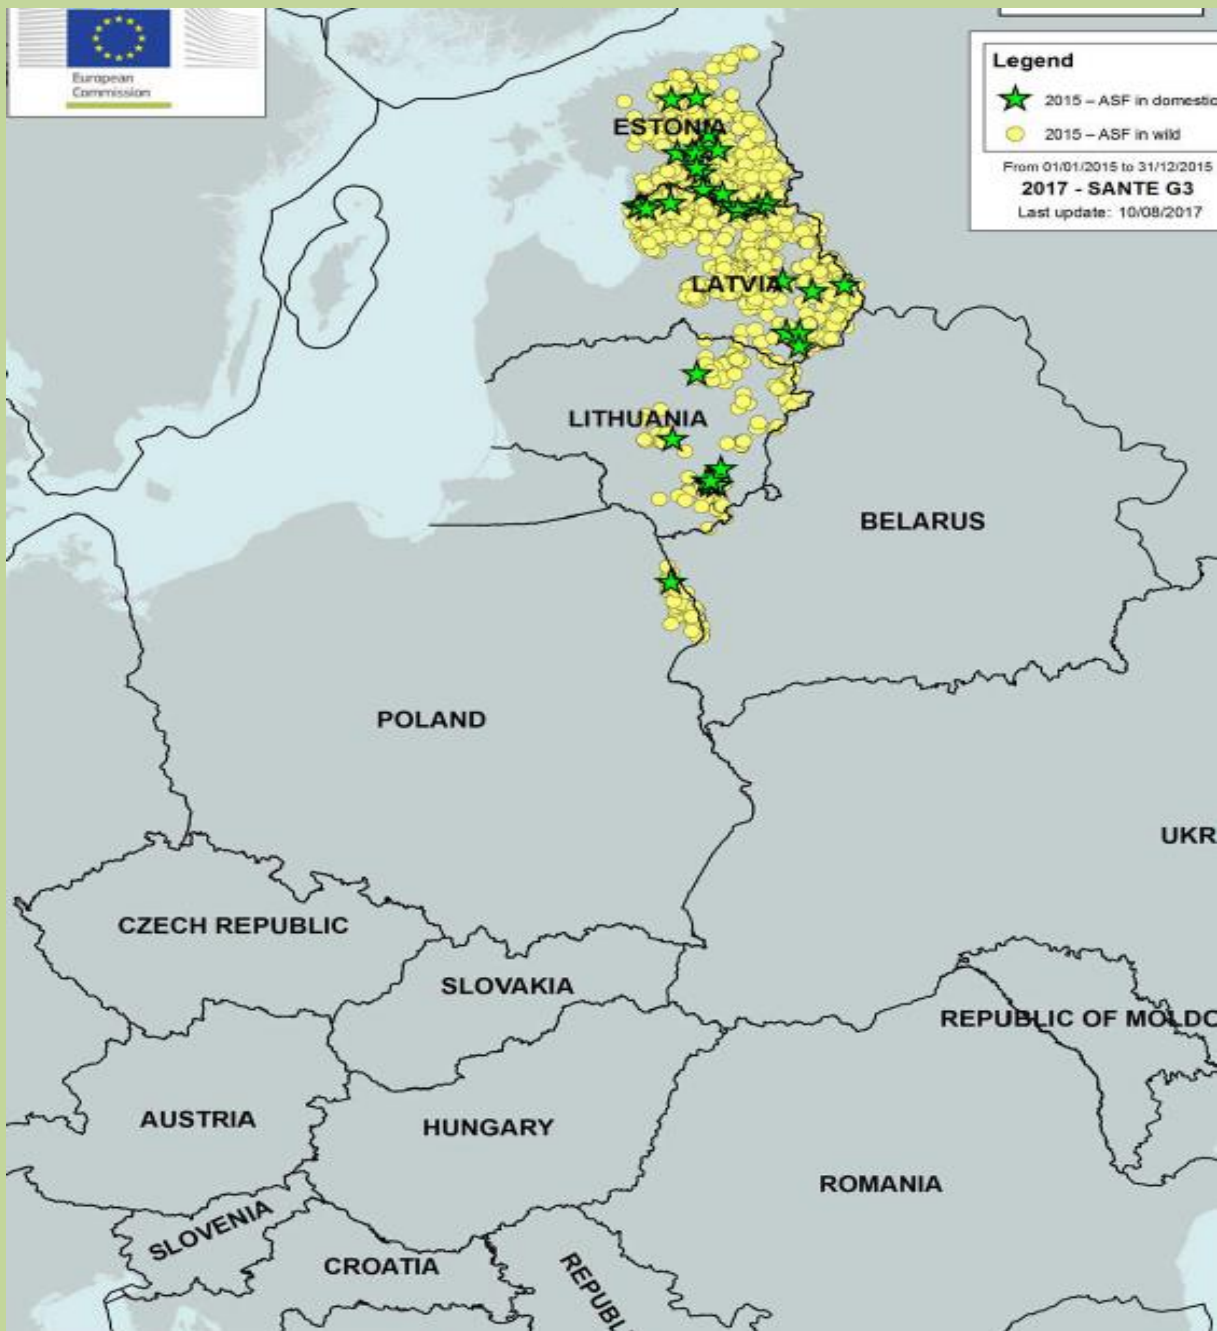 European
Commission
Legend
2015 – ASF in domestic
2015 – ASF in wild
From 01/01/2015 to 31/12/2015
2017 - SANTE G3
Last update: 10/08/2017
ESTONIA
LATVIA
LITHUANIA
BELARUS
POLAND
UKR
CZECH REPUBLIC
SLOVAKIA
REPUBLIC OF MOLDO
AUSTRIA
HUNGARY
ROMANIA
SLOVENIA
CROATIA
REPUBL